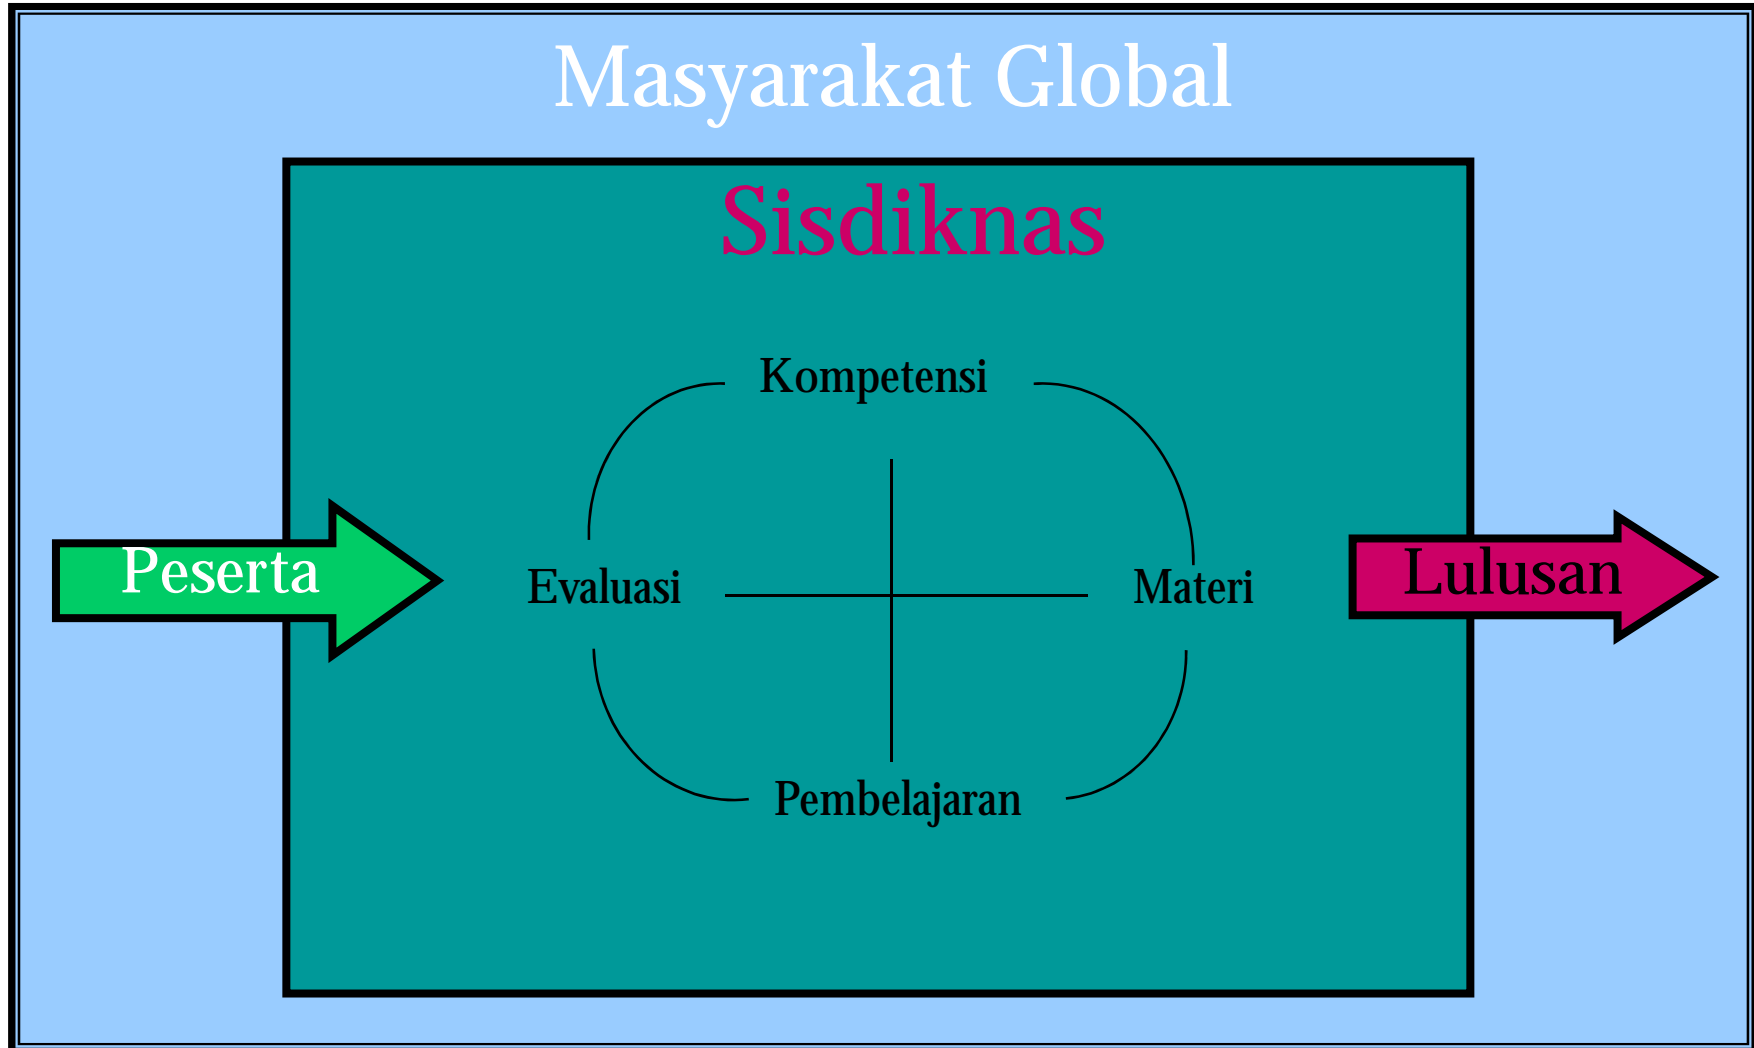 Masyarakat Global
Sisdiknas
Kompetensi
Peserta
Evaluasi
Materi
Lulusan
Pembelajaran